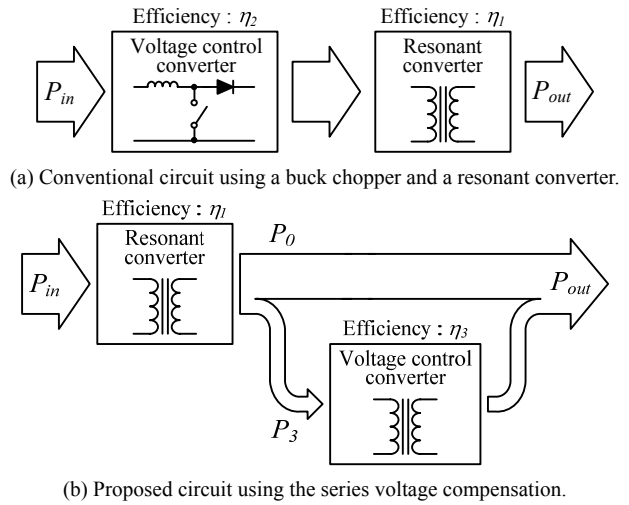 Efficiency : η2
Voltage control
converter
Efficiency : η1
Resonant
converter
Pin
Pout
(a) Conventional circuit using a buck chopper and a resonant converter.
Efficiency : η1
Resonant
converter
P0
Pin
Pout
Efficiency : η3
Voltage control
converter
P3
(b) Proposed circuit using the series voltage compensation.